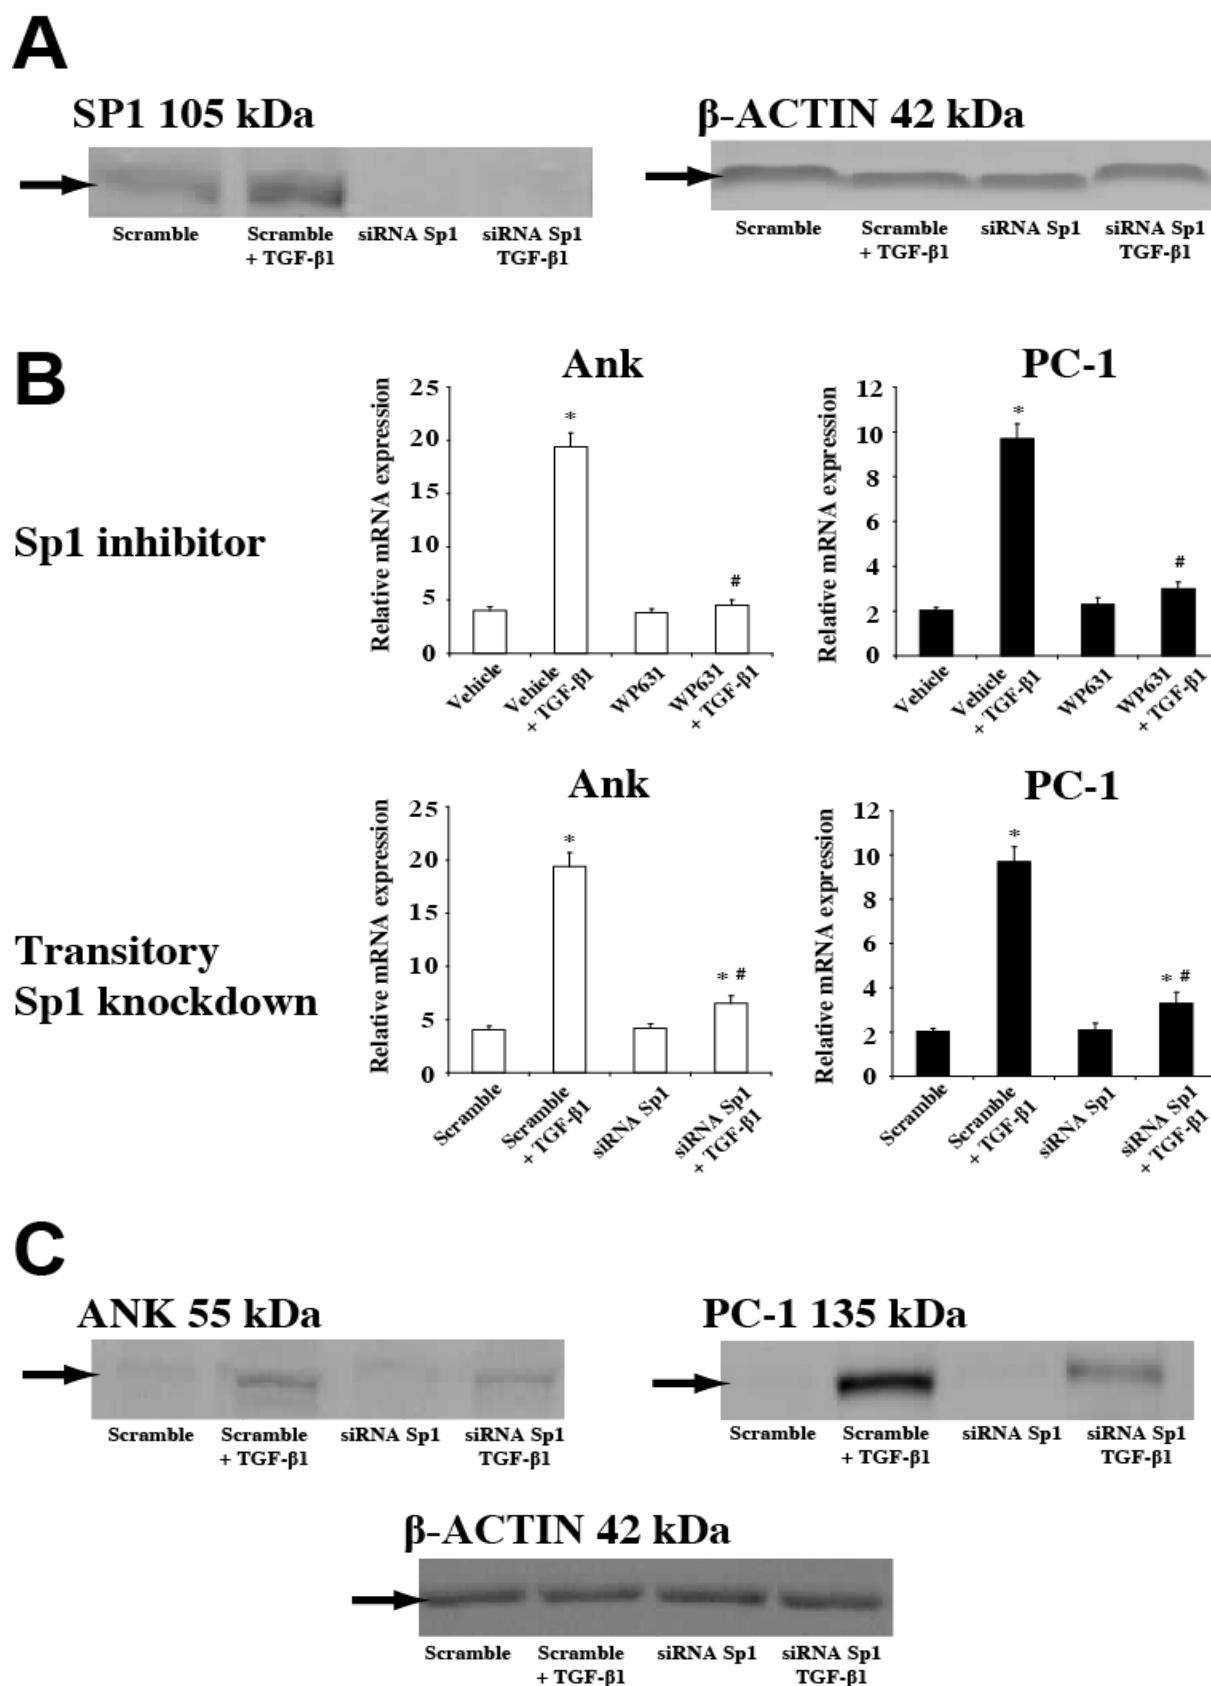 A
SP1 105 kDa
Scramble
Scramble
+ TGF-β1
siRNA Sp1
siRNA Sp1
TGF-β1
β-ACTIN 42 kDa
Scramble
Scramble
+ TGF-β1
siRNA Sp1
siRNA Sp1
TGF-β1
B
Sp1 inhibitor
Ank
Relative mRNA expression
25
20
15
10
5
0
*
#
Vehicle
Vehicle
+ TGF-β1
WP631
WP631
+ TGF-β1
PC-1
Relative mRNA expression
12
10
8
6
4
2
0
*
#
Vehicle
Vehicle
+ TGF-β1
WP631
WP631
+ TGF-β1
Transitory
Sp1 knockdown
Ank
Relative mRNA expression
25
20
15
10
5
0
*
* #
Scramble
Scramble
+ TGF-β1
siRNA Sp1
siRNA Sp1
+ TGF-β1
PC-1
Relative mRNA expression
12
10
8
6
4
2
0
*
* #
Scramble
Scramble
+ TGF-β1
siRNA Sp1
siRNA Sp1
+ TGF-β1
C
ANK 55 kDa
Scramble
Scramble
+ TGF-β1
siRNA Sp1
siRNA Sp1
TGF-β1
PC-1 135 kDa
Scramble
Scramble
+ TGF-β1
siRNA Sp1
siRNA Sp1
TGF-β1
β-ACTIN 42 kDa
Scramble
Scramble
+ TGF-β1
siRNA Sp1
siRNA Sp1
TGF-β1